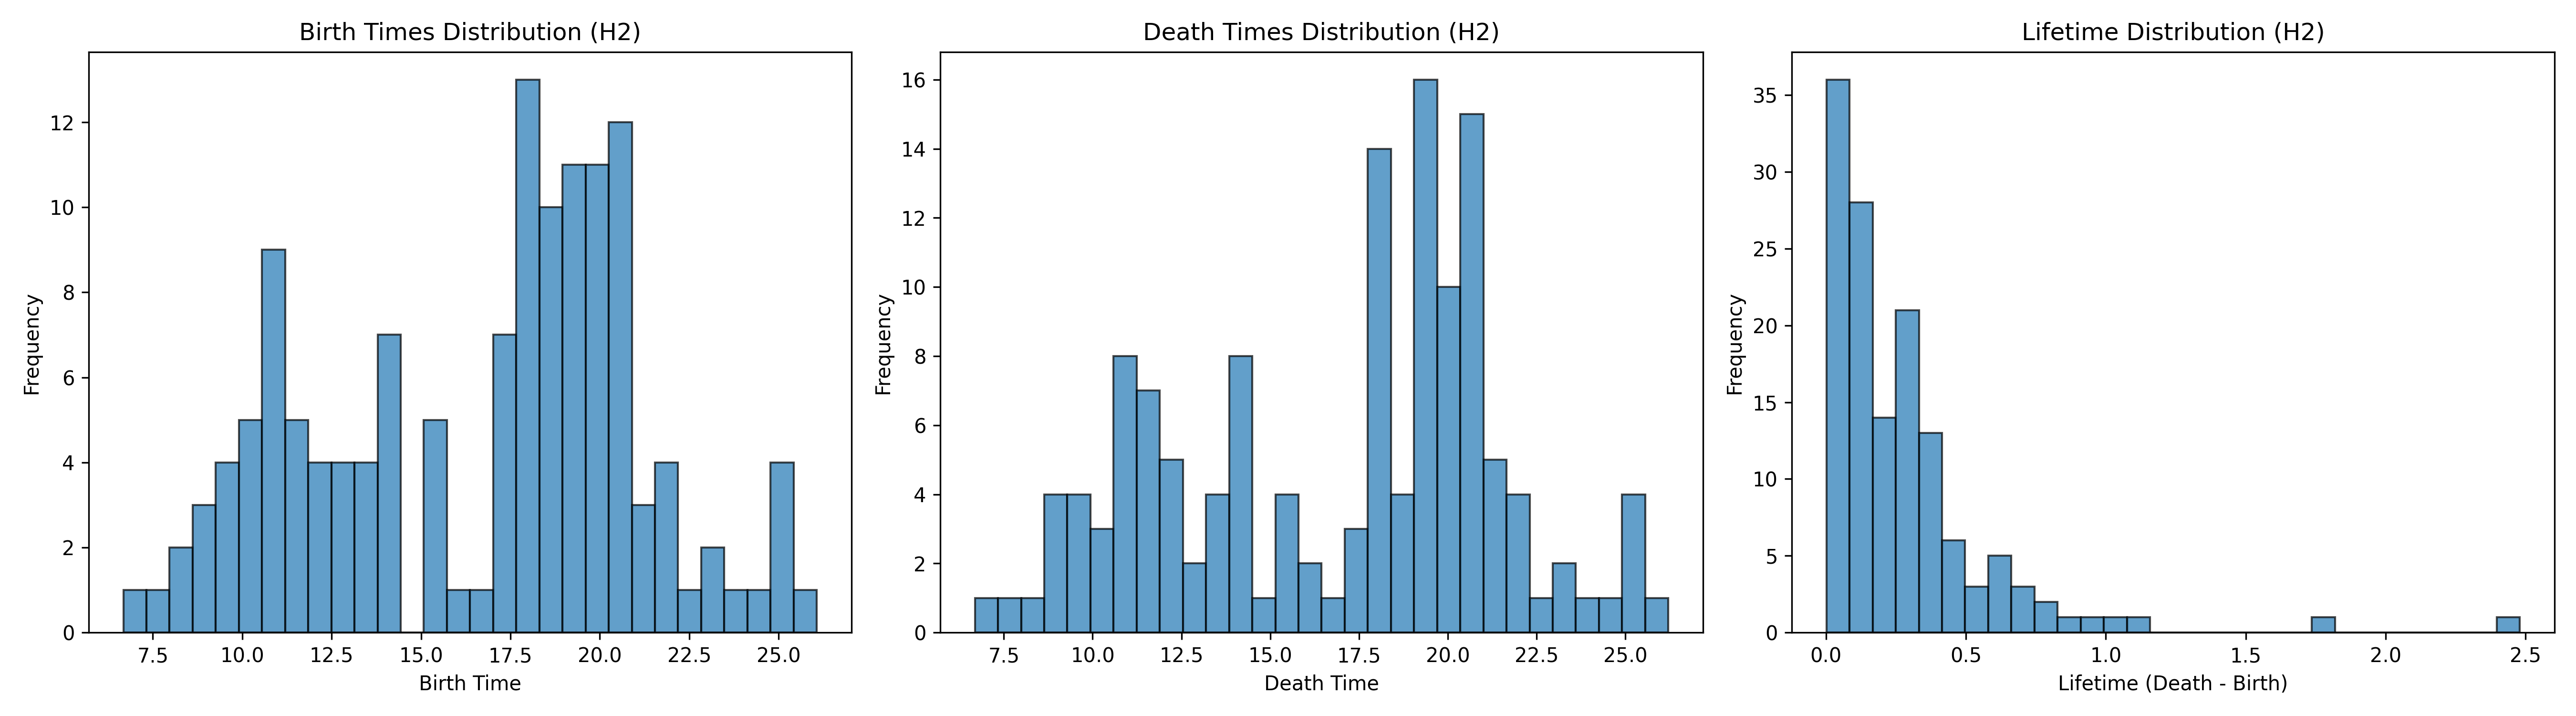 Birth Times Distribution (H2)
Frequency
12
10
8
6
4
2
0
7.5 10.0 12.5 15.0 17.5 20.0 22.5 25.0
Birth Time
Death Times Distribution (H2)
Frequency
16
14
12
10
8
6
4
2
0
7.5 10.0 12.5 15.0 17.5 20.0 22.5 25.0
Death Time
Lifetime Distribution (H2)
Frequency
35
30
25
20
15
10
5
0
0.0 0.5 1.0 1.5 2.0 2.5
Lifetime (Death - Birth)